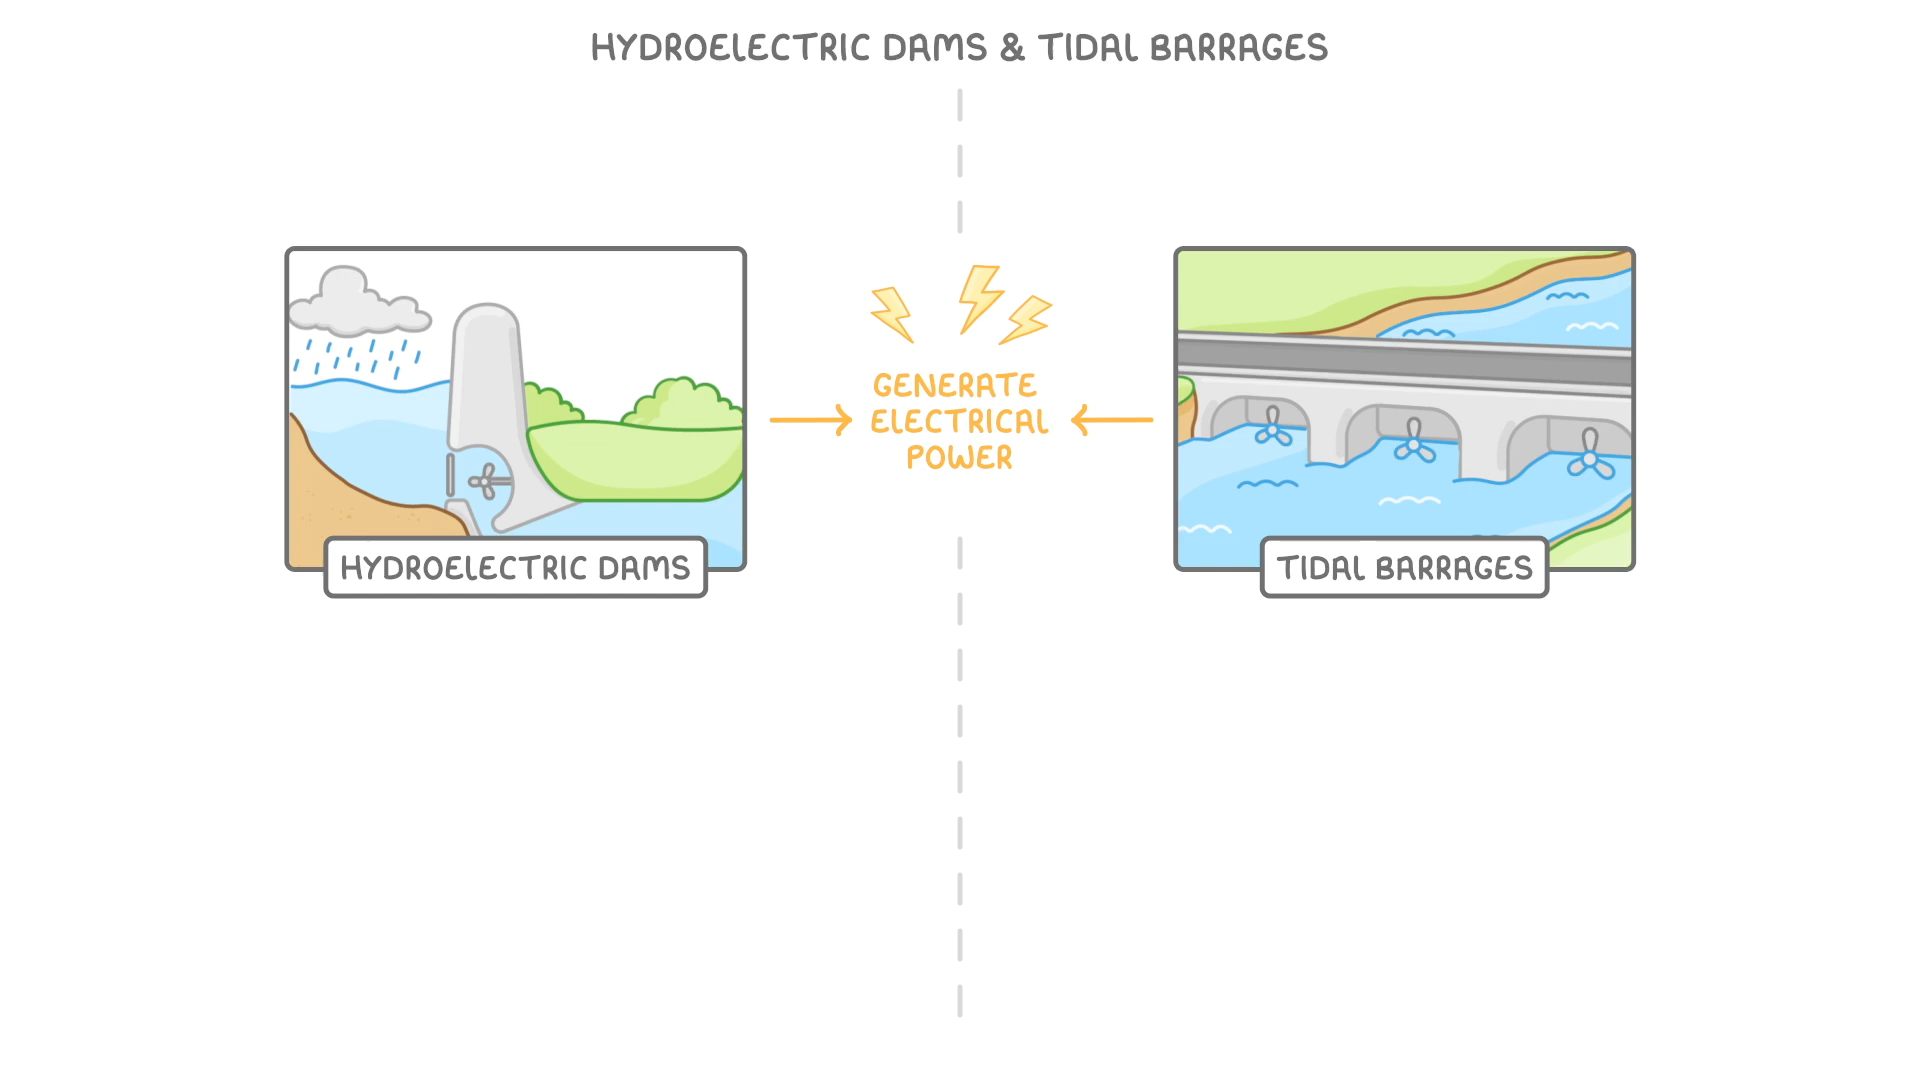 HYDROELECTRIC DAMS & TIDAL BARRAGES
GENERATE
ELECTRICAL
POWER
HYDROELECTRIC DAMS
TIDAL BARRAGES